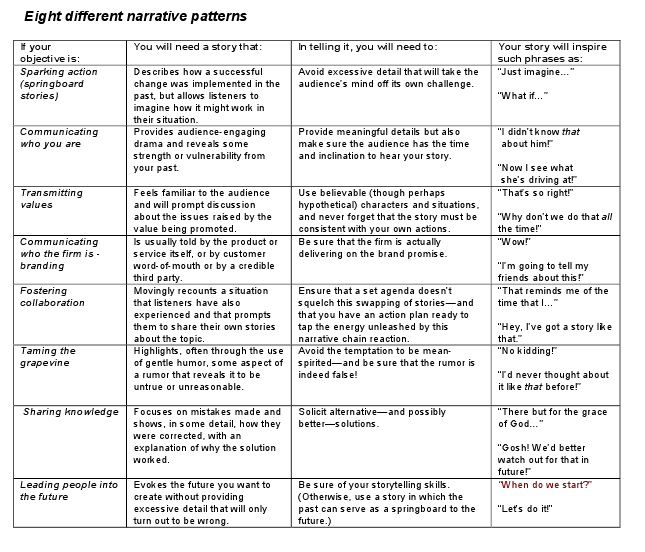 Eight different narrative patterns
If your
objective is:
You will need a story that:
In telling it, you will need to:
Your story will inspire
such phrases as:
Sparking action
(springboard
stories)
Describes how a successful
change was implemented in the
past, but allows listeners to
imagine how it might work in
their situation.
Avoid excessive detail that will take the
audience's mind off its own challenge.
"Just imagine..."
"What if..."
Communicating
who you are
Provides audience-engaging
drama and reveals some
strength or vulnerability from
your past.
Provide meaningful details but also
make sure the audience has the time
and inclination to hear your story.
"I didn't know that
about him!"
"Now I see what
she's driving at!"
Transmitting
values
Feels familiar to the audience
and will prompt discussion
about the issues raised by the
value being promoted.
Use believable (though perhaps
hypothetical) characters and situations,
and never forget that the story must be
consistent with your own actions.
"That's so right!"
"Why don't we do that all
the time!"
Communicating
who the firm is -
branding
Is usually told by the product or
service itself, or by customer
word-of-mouth or by a credible
third party.
Be sure that the firm is actually
delivering on the brand promise.
"Wow!"
"I'm going to tell my
friends about this!"
Fostering
collaboration
Movingly recounts a situation
that listeners have also
experienced and that prompts
them to share their own stories
about the topic.
Ensure that a set agenda doesn't
squelch this swapping of stories—and
that you have an action plan ready to
tap the energy unleashed by this
narrative chain reaction.
"That reminds me of the
time that I..."
"Hey, I've got a story like
that."
Taming the
grapevine
Highlights, often through the use
of gentle humor, some aspect of
a rumor that reveals it to be
untrue or unreasonable.
Avoid the temptation to be mean-
spirited—and be sure that the rumor is
indeed false!
"No kidding!"
"I'd never thought about
it like that before!"
Sharing knowledge
Focuses on mistakes made and
shows, in some detail, how they
were corrected, with an
explanation of why the solution
worked.
Solicit alternative—and possibly
better—solutions.
"There but for the grace
of God..."
"Gosh! We'd better
watch out for that in
future!"
Leading people into
the future
Evokes the future you want to
create without providing
excessive detail that will only
turn out to be wrong.
Be sure of your storytelling skills.
(Otherwise, use a story in which the
past can serve as a springboard to the
future.)
"When do we start?"
"Let's do it!"